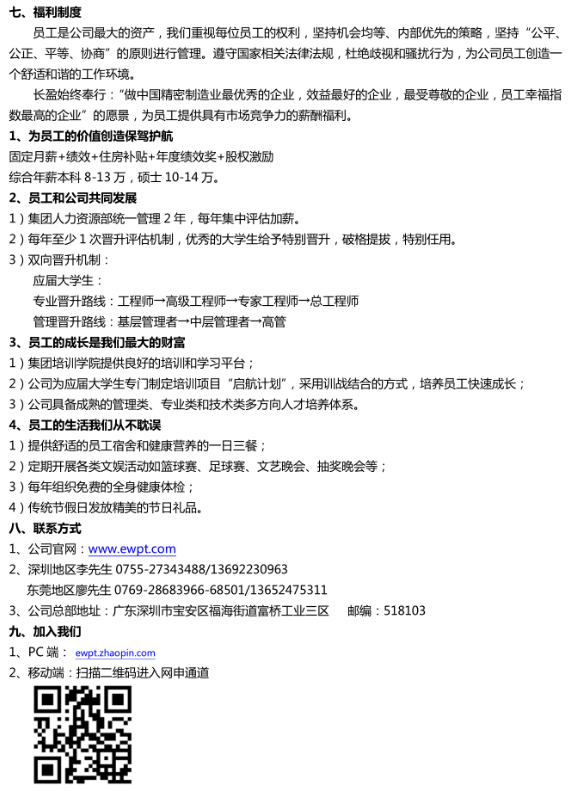 七、福利制度
员工是公司最大的资产，我们重视每位员工的权利，坚持机会均等、内部优先的策略，坚持“公平、
公正、平等、协商”的原则进行管理。遵守国家相关法律法规，杜绝歧视和骚扰行为，为公司员工创造一
个舒适和谐的工作环境。
长盈始终奉行：“做中国精密制造业最优秀的企业，效益最好的企业，最受尊敬的企业，员工幸福指
数最高的企业”的愿景，为员工提供具有市场竞争力的薪酬福利。
1、为员工的价值创造保驾护航
固定月薪+绩效+住房补贴+年度绩效奖+股权激励
综合年薪本科 8-13 万，硕士 10-14 万。
2、员工和公司共同发展
1）集团人力资源部统一管理 2 年，每年集中评估加薪。
2）每年至少 1 次晋升评估机制，优秀的大学生给予特别晋升，破格提拔，特别任用。
3）双向晋升机制：
应届大学生：
专业晋升路线：工程师→高级工程师→专家工程师→总工程师
管理晋升路线：基层管理者→中层管理者→高管
3、员工的成长是我们最大的财富
1）集团培训学院提供良好的培训和学习平台；
2）公司为应届大学生专门制定培训项目“启航计划”，采用训战结合的方式，培养员工快速成长；
3）公司具备成熟的管理类、专业类和技术类多方向人才培养体系。
4、员工的生活我们从不耽误
1）提供舒适的员工宿舍和健康营养的一日三餐；
2）定期开展各类文娱活动如篮球赛、足球赛、文艺晚会、抽奖晚会等；
3）每年组织免费的全身健康体检；
4）传统节假日发放精美的节日礼品。
八、联系方式
1、公司官网：www.ewpt.com
2、深圳地区李先生 0755-27343488/13692230963
东莞地区廖先生 0769-28683966-68501/13652475311
3、公司总部地址：广东深圳市宝安区福海街道富桥工业三区 邮编：518103
九、加入我们
1、PC 端： ewpt.zhaopin.com
2、移动端：扫描二维码进入网申通道